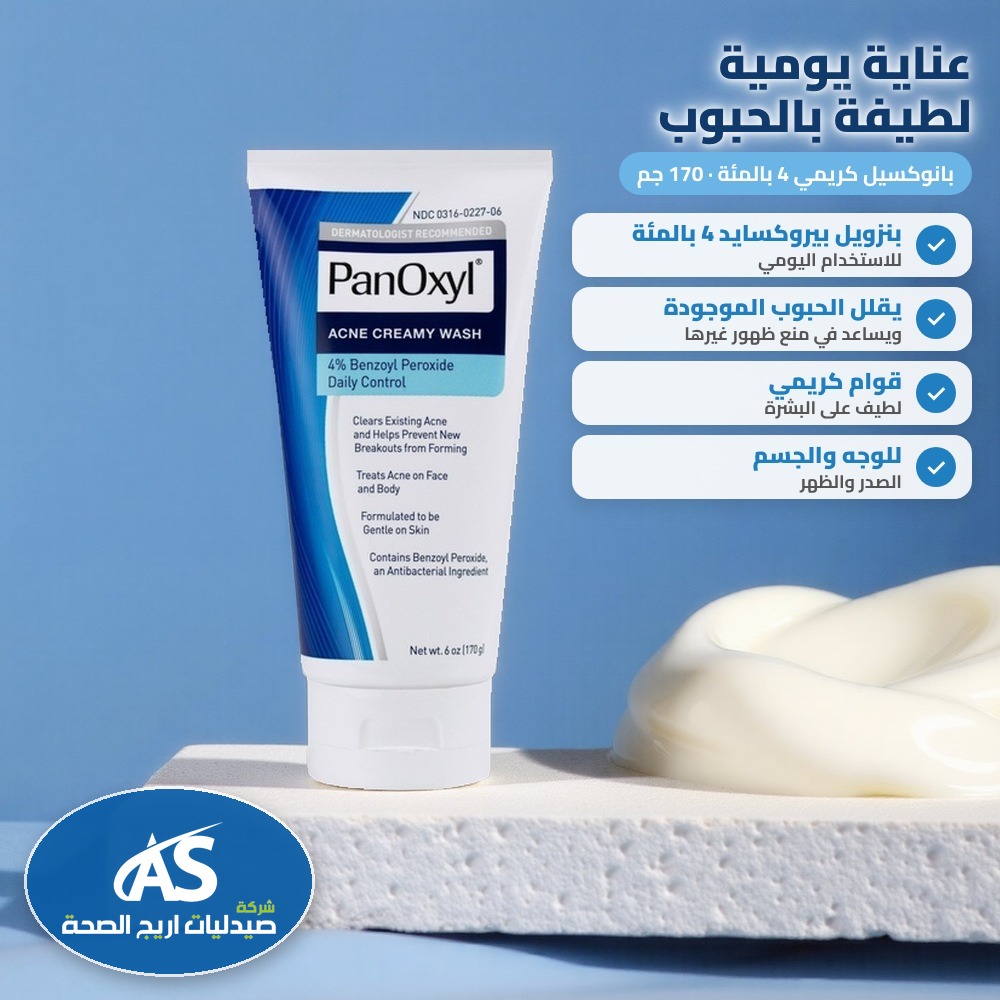 عناية يومية
لطيفة بالحبوب
بانوكسيل كريمي 4 بالمئة · 170 جم
بنزويل بيروكسايد 4 بالمئة
للاستخدام اليومي
يقلل الحبوب الموجودة
ويساعد في منع ظهور غيرها
قوام كريمي
لطيف على البشرة
للوجه والجسم
الصدر والظهر
NDC 0316-0227-06
DERMATOLOGIST RECOMMENDED
PanOxyl®
ACNE CREAMY WASH
4% Benzoyl Peroxide
Daily Control
Clears Existing Acne
and Helps Prevent New
Breakouts from Forming
Treats Acne on Face
and Body
Formulated to be
Gentle on Skin
Contains Benzoyl Peroxide,
an Antibacterial Ingredient
Net wt. 6 oz (170g)
AS
شركة
صيدليات اريج الصحة